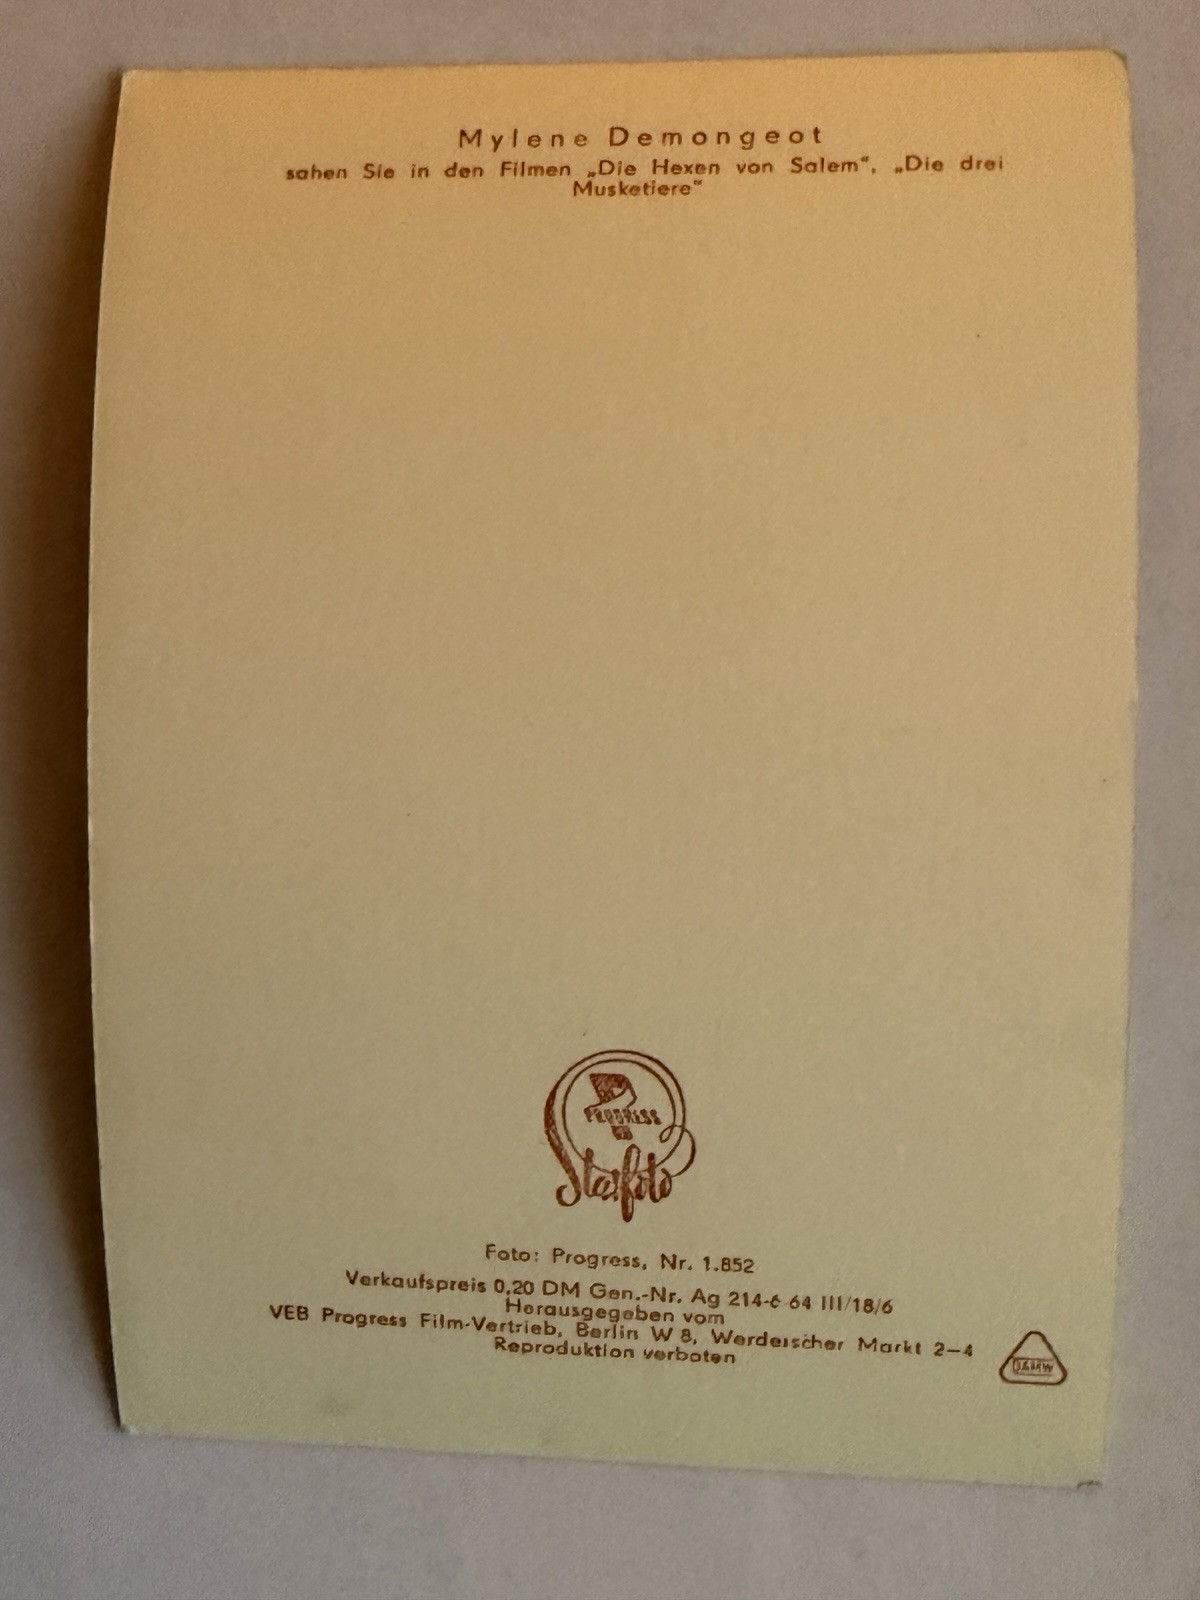 Mylene Demongeot
sahen Sie in den Filmen „Die Hexen von Salem“, „Die drei
Musketiere“
PROGRESS
Starfoto
Foto: Progress, Nr. 1.852
Verkaufspreis 0,20 DM Gen.-Nr. Ag 214-6 64 III/18/6
Herausgegeben vom
VEB Progress Film-Vertrieb, Berlin W 8, Werderscher Markt 2–4
Reproduktion verboten
DAMW